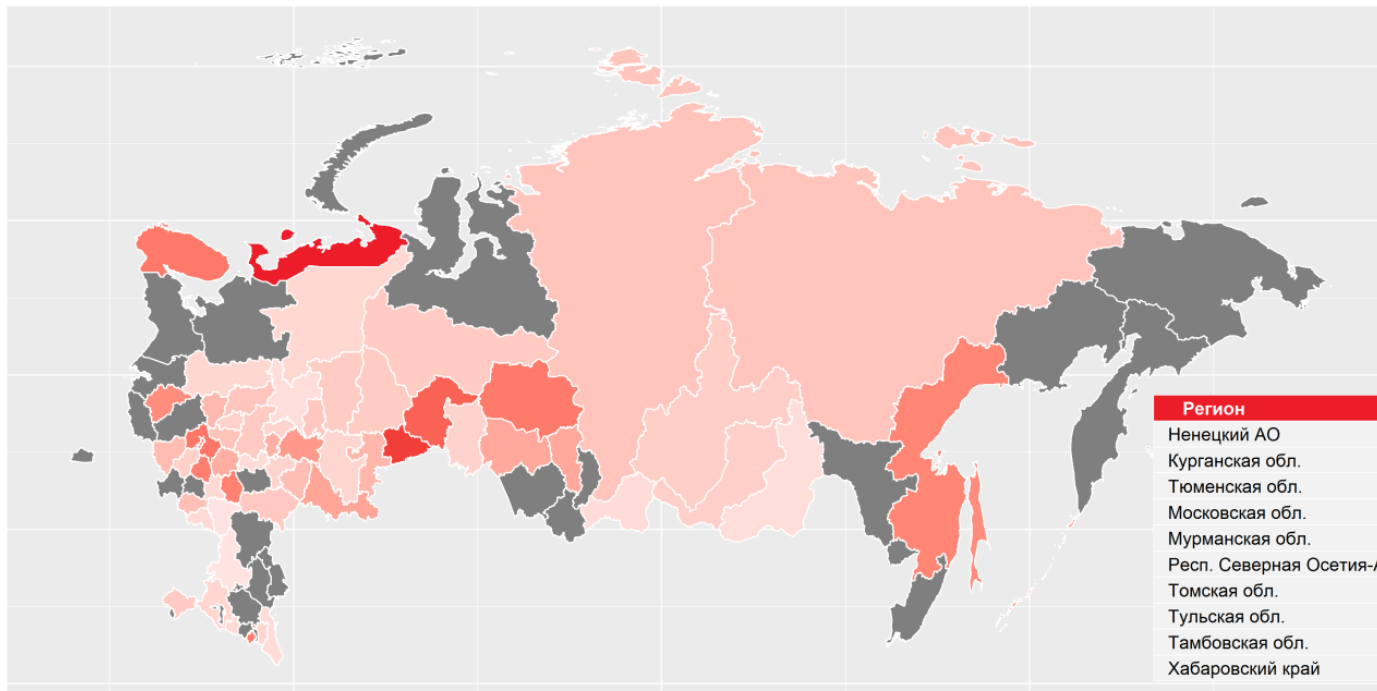 Регион
Ненецкий АО
Курганская обл.
Тюменская обл.
Московская обл.
Мурманская обл.
Респ. Северная Осетия-А
Томская обл.
Тульская обл.
Тамбовская обл.
Хабаровский край